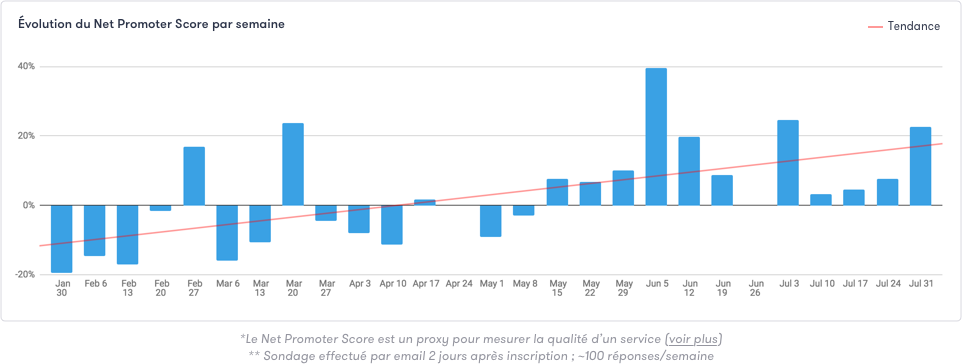 Évolution du Net Promoter Score par semaine
Tendance
40%
20%
0%
-20%
Jan 30
Feb 6
Feb 13
Feb 20
Feb 27
Mar 6
Mar 13
Mar 20
Mar 27
Apr 3
Apr 10
Apr 17
Apr 24
May 1
May 8
May 15
May 22
May 29
Jun 5
Jun 12
Jun 19
Jun 26
Jul 3
Jul 10
Jul 17
Jul 24
Jul 31
*Le Net Promoter Score est un proxy pour mesurer la qualité d'un service (voir plus)
** Sondage effectué par email 2 jours après inscription ; ~100 réponses/semaine